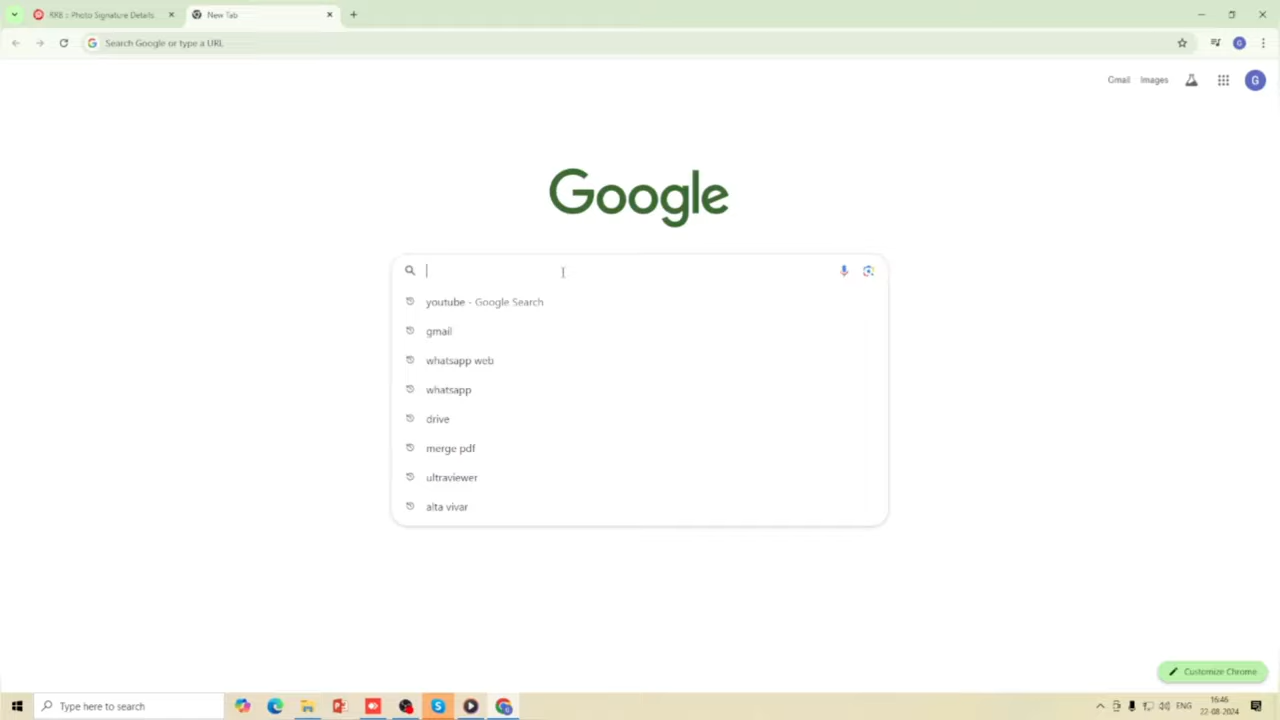 RRB :: Photo Signature Details
New Tab
Search Google or type a URL
Gmail Images
G
Google
youtube - Google Search
gmail
whatsapp web
whatsapp
drive
merge pdf
ultraviewer
alta vivar
Customize Chrome
Type here to search
ENG
16:46
22-08-2024